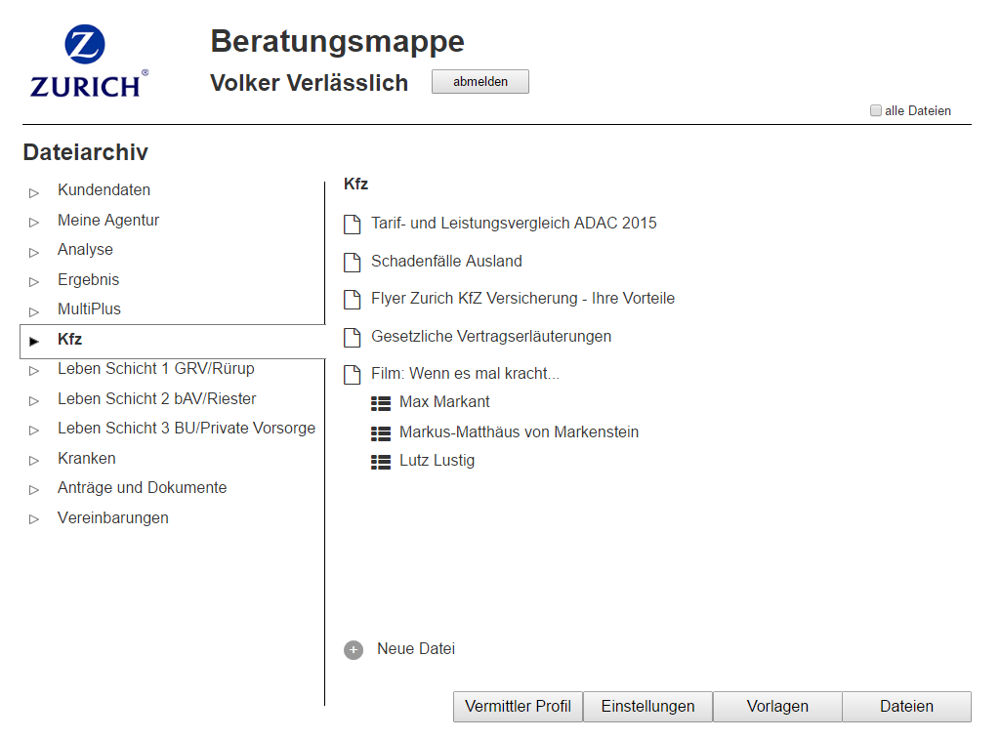 Z
ZURICH®
Beratungsmappe
Volker Verlässlich
abmelden
alle Dateien
Dateiarchiv
Kundendaten
Meine Agentur
Analyse
Ergebnis
MultiPlus
Kfz
Leben Schicht 1 GRV/Rürup
Leben Schicht 2 bAV/Riester
Leben Schicht 3 BU/Private Vorsorge
Kranken
Anträge und Dokumente
Vereinbarungen
Kfz
Tarif- und Leistungsvergleich ADAC 2015
Schadenfälle Ausland
Flyer Zurich KfZ Versicherung - Ihre Vorteile
Gesetzliche Vertragserläuterungen
Film: Wenn es mal kracht...
Max Markant
Markus-Matthäus von Markenstein
Lutz Lustig
Neue Datei
Vermittler Profil
Einstellungen
Vorlagen
Dateien